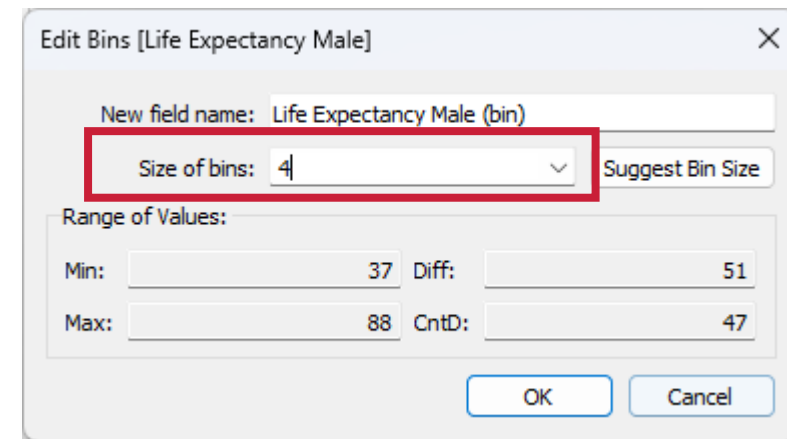 Edit Bins [Life Expectancy Male]
New field name: Life Expectancy Male (bin)
Size of bins: 4 Suggest Bin Size
Range of Values:
Min: 37 Diff: 51
Max: 88 CntD: 47
OK Cancel